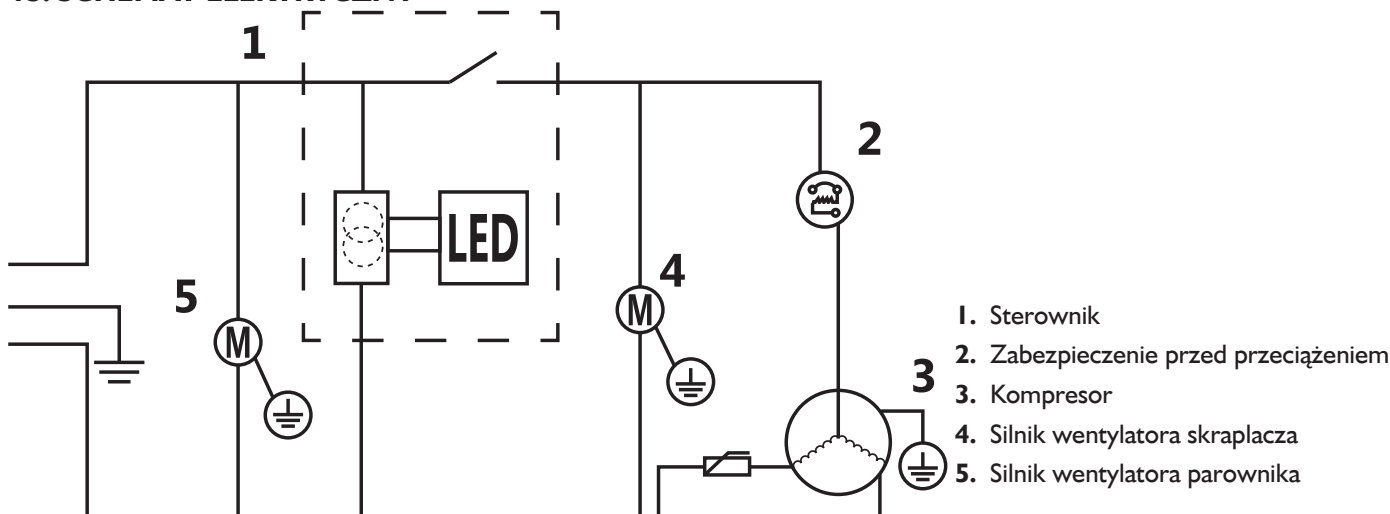 1
2
LED
4
5
M
M
3
1. Sterownik
2. Zabezpieczenie przed przeciążeniem
3. Kompresor
4. Silnik wentylatora skraplacza
5. Silnik wentylatora parownika